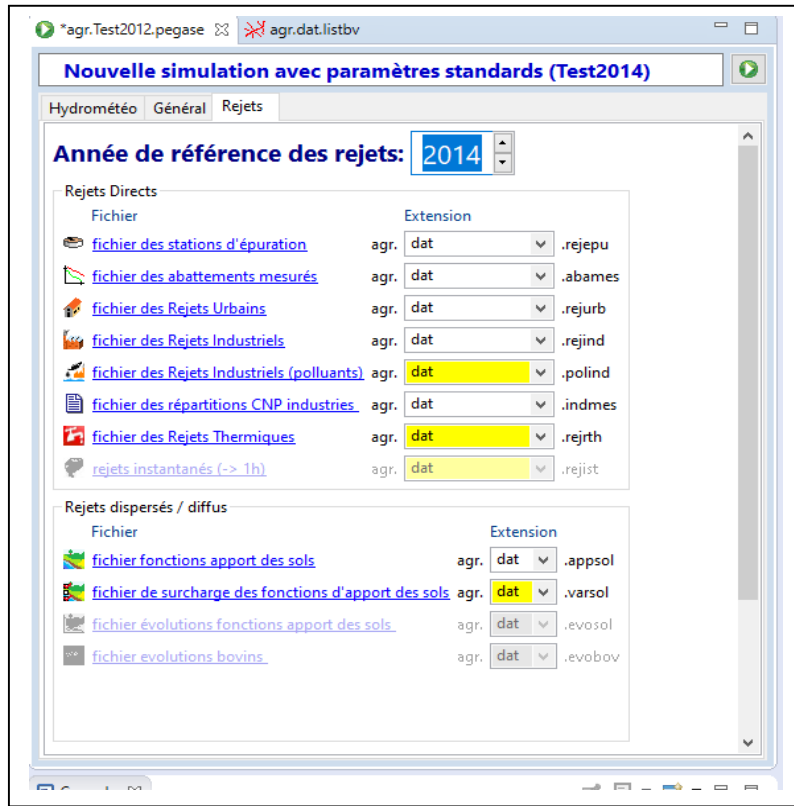 *agr.Test2012.pegase agr.dat.listbv
Nouvelle simulation avec paramètres standards (Test2014)
Hydrométéo Général Rejets
Année de référence des rejets: 2014
Rejets Directs
Fichier Extension
fichier des stations d'épuration agr. dat .rejepu
fichier des abattements mesurés agr. dat .abames
fichier des Rejets Urbains agr. dat .rejurb
fichier des Rejets Industriels agr. dat .rejind
fichier des Rejets Industriels (polluants) agr. dat .polind
fichier des répartitions CNP industries agr. dat .indmes
fichier des Rejets Thermiques agr. dat .rejrth
rejets instantanés (-> 1h) agr. dat .rejist
Rejets dispersés / diffus
Fichier Extension
fichier fonctions apport des sols agr. dat .appsol
fichier de surcharge des fonctions d'apport des sols agr. dat .varsol
fichier évolutions fonctions apport des sols agr. dat .evosol
fichier evolutions bovins agr. dat .evobov